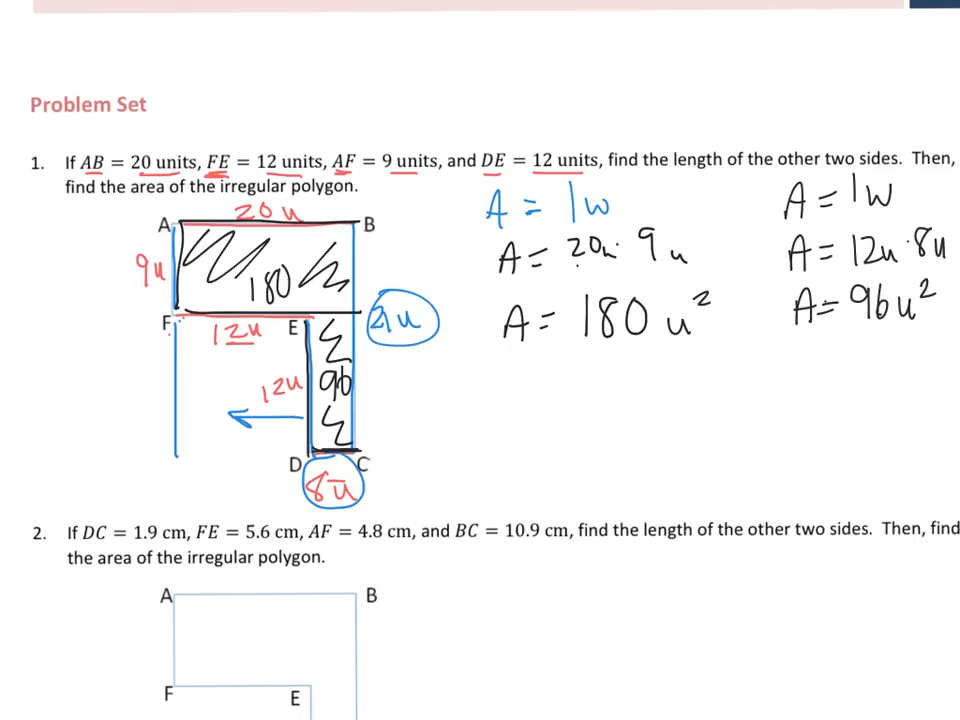 Problem Set
1. If AB = 20 units, FE = 12 units, AF = 9 units, and DE = 12 units, find the length of the other two sides. Then,
find the area of the irregular polygon.
A = lw
A = lw
20 u
A
B
A = 20u · 9u
A = 12u · 8u
9u
180
A = 180 u²
A = 96u²
F
12u
E
21u
12u
96
D
C
8u
2. If DC = 1.9 cm, FE = 5.6 cm, AF = 4.8 cm, and BC = 10.9 cm, find the length of the other two sides. Then, find
the area of the irregular polygon.
A
B
F
E